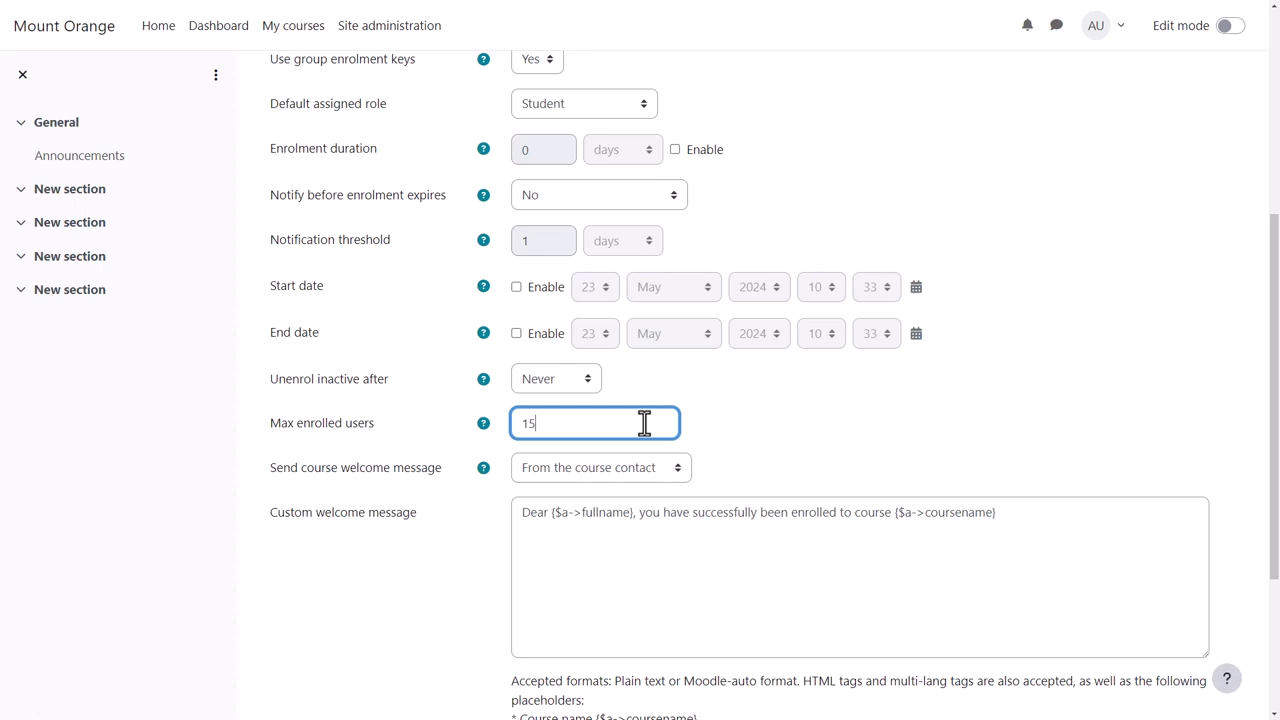 Mount Orange Home Dashboard My courses Site administration AU Edit mode
General
Announcements
New section
New section
New section
New section
Use group enrolment keys ? Yes
Default assigned role ? Student
Enrolment duration ? 0 days Enable
Notify before enrolment expires ? No
Notification threshold ? 1 days
Start date ? Enable 23 May 2024 10 33
End date ? Enable 23 May 2024 10 33
Unenrol inactive after ? Never
Max enrolled users ? 15
Send course welcome message ? From the course contact
Custom welcome message Dear {$a->fullname}, you have successfully been enrolled to course {$a->coursename}
Accepted formats: Plain text or Moodle-auto format. HTML tags and multi-lang tags are also accepted, as well as the following
placeholders:
* Course name {$a->coursename}
?